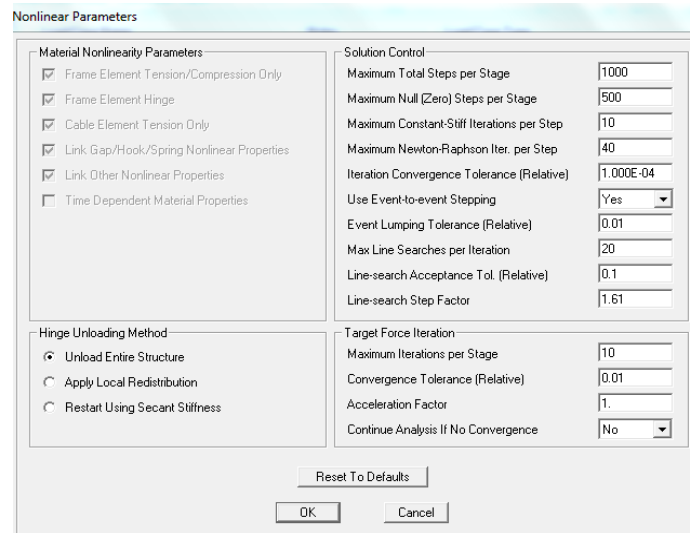 Nonlinear Parameters
Material Nonlinearity Parameters
Frame Element Tension/Compression Only
Frame Element Hinge
Cable Element Tension Only
Link Gap/Hook/Spring Nonlinear Properties
Link Other Nonlinear Properties
Time Dependent Material Properties
Solution Control
Maximum Total Steps per Stage 1000
Maximum Null (Zero) Steps per Stage 500
Maximum Constant-Stiff Iterations per Step 10
Maximum Newton-Raphson Iter. per Step 40
Iteration Convergence Tolerance (Relative) 1.000E-04
Use Event-to-event Stepping Yes
Event Lumping Tolerance (Relative) 0.01
Max Line Searches per Iteration 20
Line-search Acceptance Tol. (Relative) 0.1
Line-search Step Factor 1.61
Hinge Unloading Method
Unload Entire Structure
Apply Local Redistribution
Restart Using Secant Stiffness
Target Force Iteration
Maximum Iterations per Stage 10
Convergence Tolerance (Relative) 0.01
Acceleration Factor 1.
Continue Analysis If No Convergence No
Reset To Defaults
OK Cancel